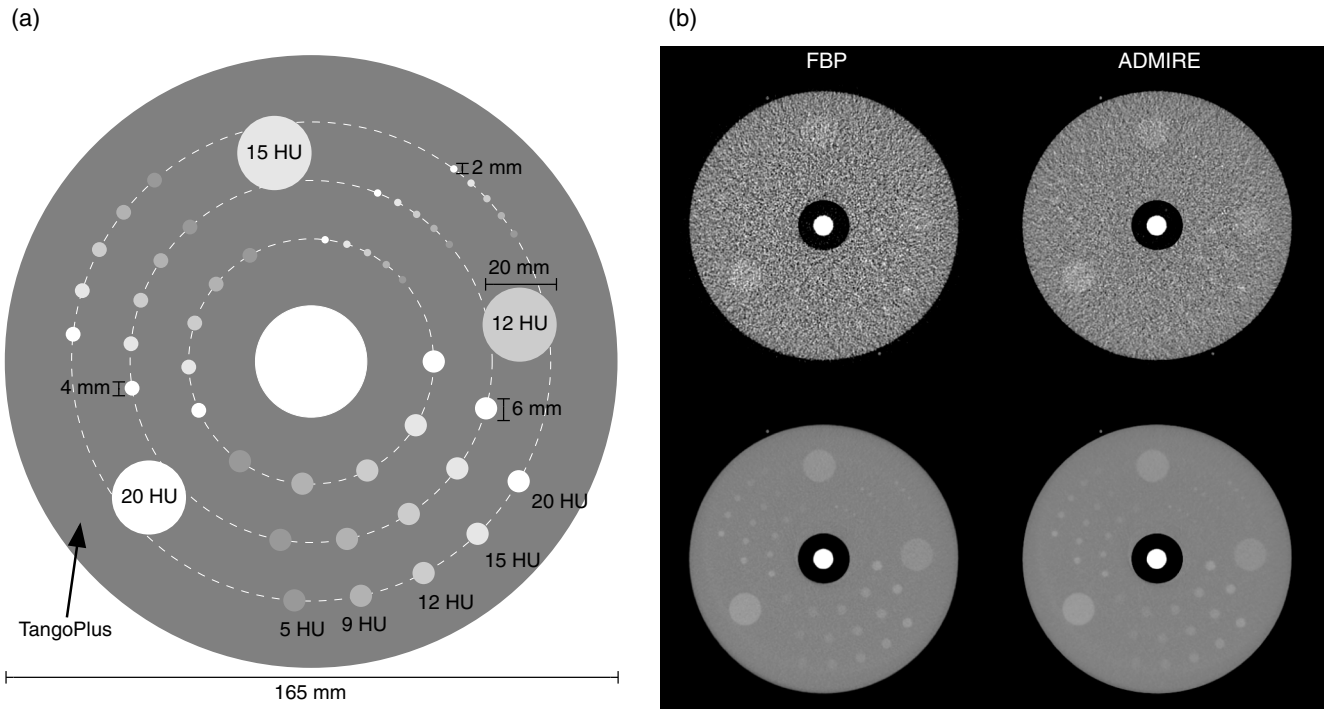 (a)
15 HU
2 mm
20 mm
12 HU
4 mm
6 mm
20 HU
20 HU
15 HU
12 HU
9 HU
5 HU
TangoPlus
165 mm
(b)
FBP
ADMIRE